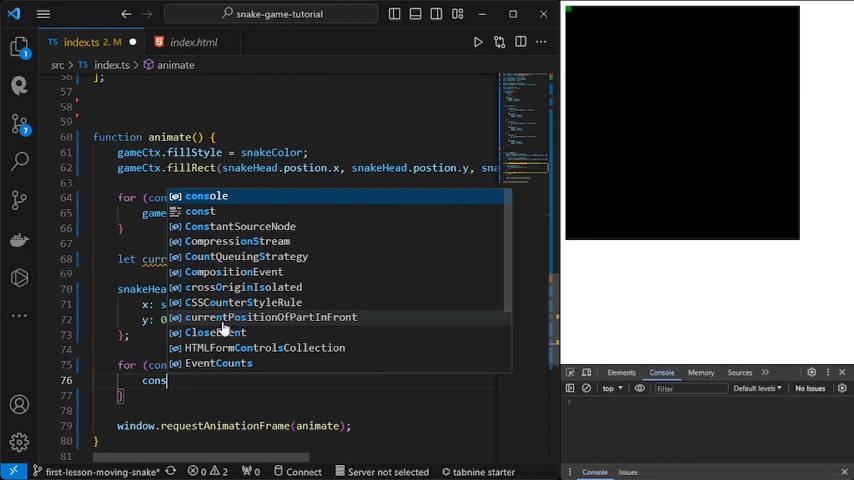 snake-game-tutorial
index.ts 2, M
index.html
src > index.ts > animate
56 ];
57
58
59
60 function animate() {
61 gameCtx.fillStyle = snakeColor;
62 gameCtx.fillRect(snakeHead.postion.x, snakeHead.postion.y, sna
63
64 for (con
65 game
66 }
67
68 let curr
69
70 snakeHea
71 x: s
72 y: 0
73 };
74
75 for (con
76 cons
77 }
78
79 window.requestAnimationFrame(animate);
80 }
81
console
const
ConstantSourceNode
CompressionStream
CountQueuingStrategy
CompositionEvent
crossOriginIsolated
CSSCounterStyleRule
currentPositionOfPartInFront
CloseEvent
HTMLFormControlsCollection
EventCounts
1
7
first-lesson-moving-snake*
0 2 0 Connect Server not selected tabnine starter
Elements Console Sources
top Filter Default levels No Issues
Console Issues